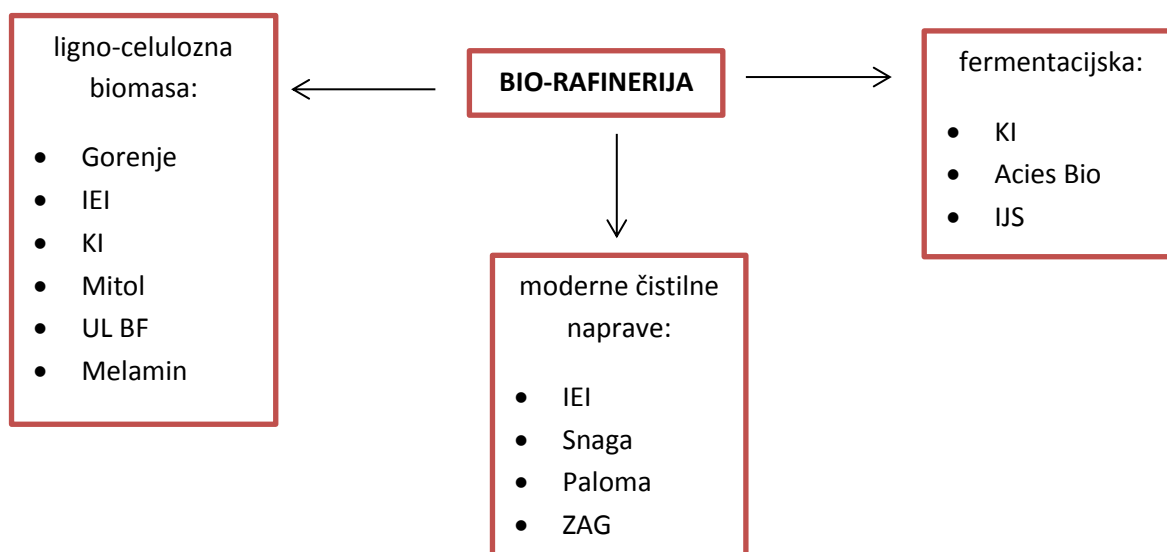 BIO-RAFINERIJA
ligno-celulozna
biomasa:
• Gorenje
• IEI
• KI
• Mitol
• UL BF
• Melamin
moderne čistilne
naprave:
• IEI
• Snaga
• Paloma
• ZAG
fermentacijska:
• KI
• Acies Bio
• IJS